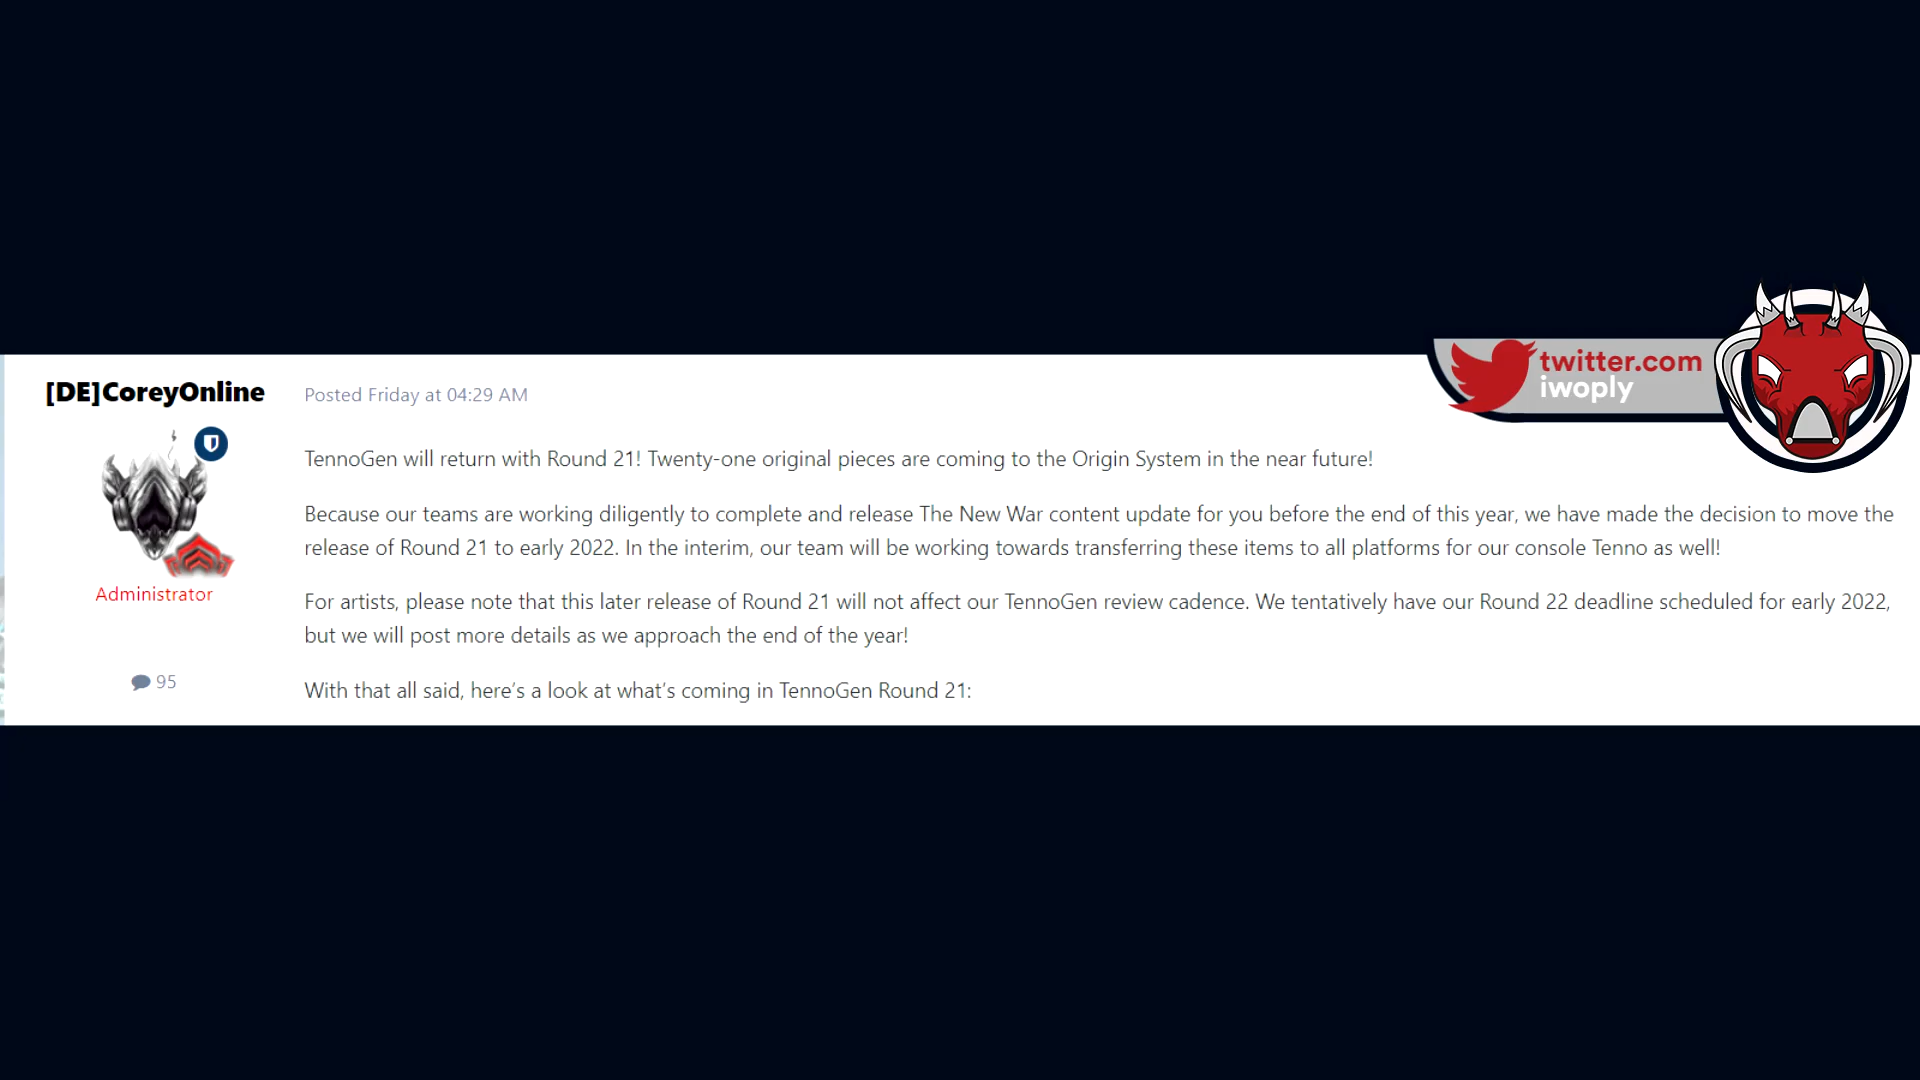 twitter.com
iwoply
[DE]CoreyOnline
Posted Friday at 04:29 AM
TennoGen will return with Round 21! Twenty-one original pieces are coming to the Origin System in the near future!
Because our teams are working diligently to complete and release The New War content update for you before the end of this year, we have made the decision to move the
release of Round 21 to early 2022. In the interim, our team will be working towards transferring these items to all platforms for our console Tenno as well!
Administrator
For artists, please note that this later release of Round 21 will not affect our TennoGen review cadence. We tentatively have our Round 22 deadline scheduled for early 2022,
but we will post more details as we approach the end of the year!
95
With that all said, here’s a look at what’s coming in TennoGen Round 21: